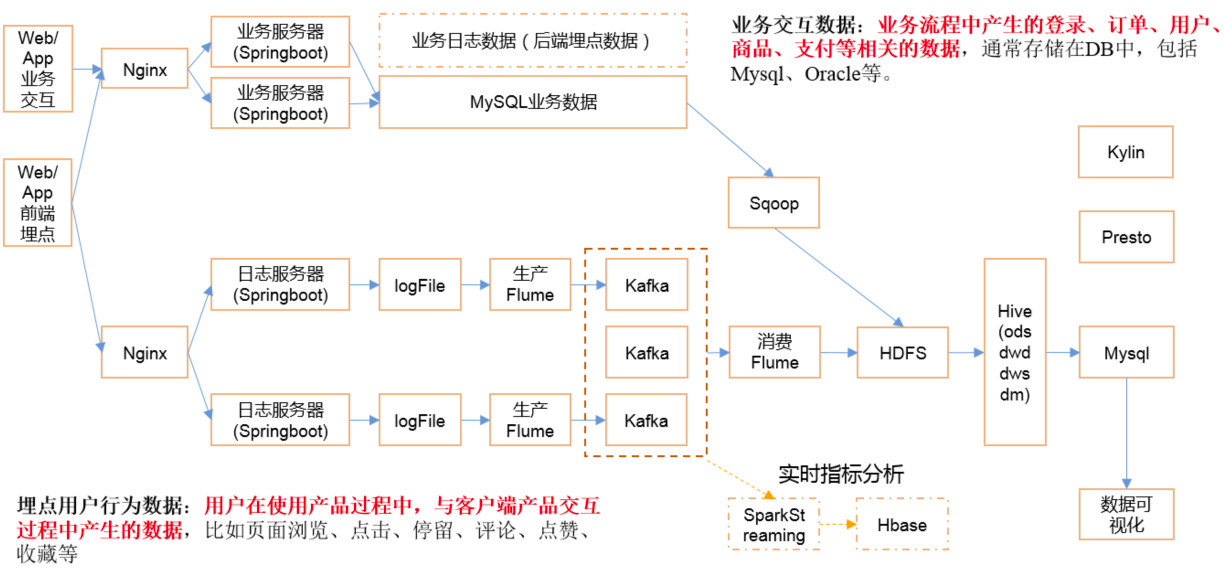 Web/
App
业务
交互
Nginx
业务服务器
(Springboot)
业务服务器
(Springboot)
业务日志数据（后端埋点数据）
MySQL业务数据
业务交互数据：业务流程中产生的登录、订单、用户、
商品、支付等相关的数据，通常存储在DB中，包括
Mysql、Oracle等。
Web/
App
前端
埋点
Sqoop
Kylin
Presto
Nginx
日志服务器
(Springboot)
logFile
生产
Flume
Kafka
Kafka
日志服务器
(Springboot)
logFile
生产
Flume
Kafka
消费
Flume
HDFS
Hive
(ods
dwd
dws
dm)
Mysql
数据可
视化
实时指标分析
SparkSt
reaming
Hbase
埋点用户行为数据：用户在使用产品过程中，与客户端产品交互
过程中产生的数据，比如页面浏览、点击、停留、评论、点赞、
收藏等